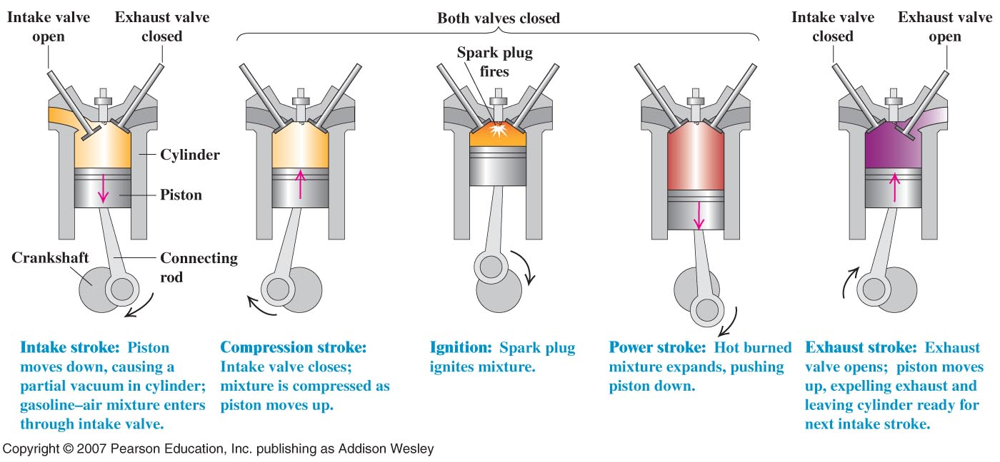 Intake valve
open
Exhaust valve
closed
Both valves closed
Spark plug
fires
Intake valve
closed
Exhaust valve
open
Cylinder
Piston
Crankshaft
Connecting
rod
Intake stroke: Piston
moves down, causing a
partial vacuum in cylinder;
gasoline–air mixture enters
through intake valve.
Compression stroke:
Intake valve closes;
mixture is compressed as
piston moves up.
Ignition: Spark plug
ignites mixture.
Power stroke: Hot burned
mixture expands, pushing
piston down.
Exhaust stroke: Exhaust
valve opens; piston moves
up, expelling exhaust and
leaving cylinder ready for
next intake stroke.
Copyright © 2007 Pearson Education, Inc. publishing as Addison Wesley